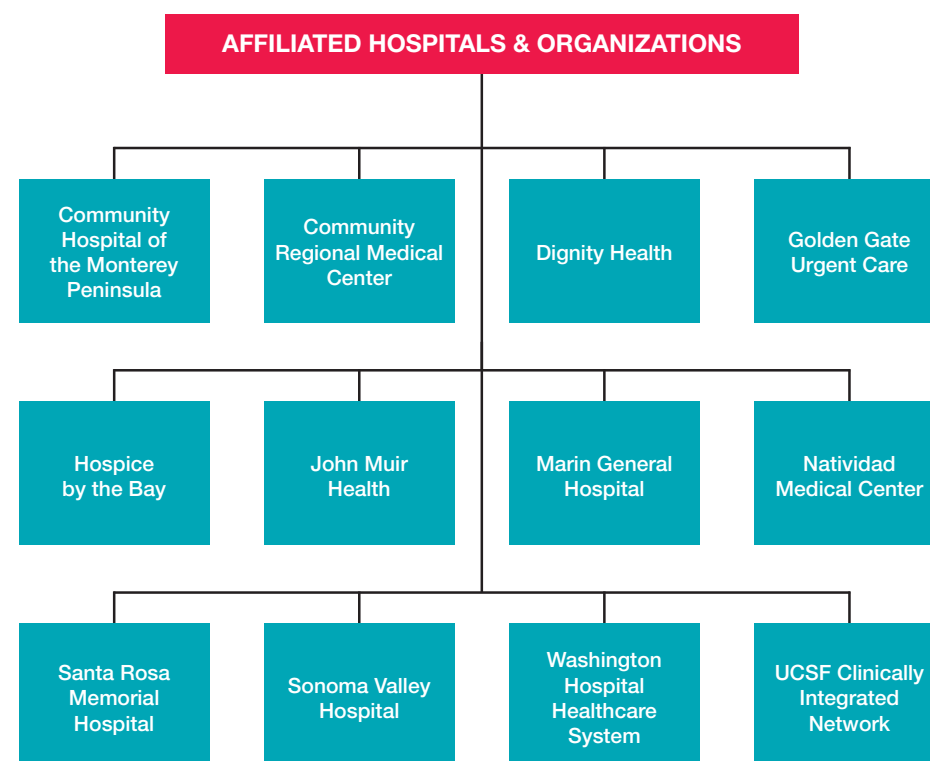 AFFILIATED HOSPITALS & ORGANIZATIONS
Community
Hospital of
the Monterey
Peninsula
Community
Regional Medical
Center
Dignity Health
Golden Gate
Urgent Care
Hospice
by the Bay
John Muir
Health
Marin General
Hospital
Natividad
Medical Center
Santa Rosa
Memorial
Hospital
Sonoma Valley
Hospital
Washington
Hospital
Healthcare
System
UCSF Clinically
Integrated
Network